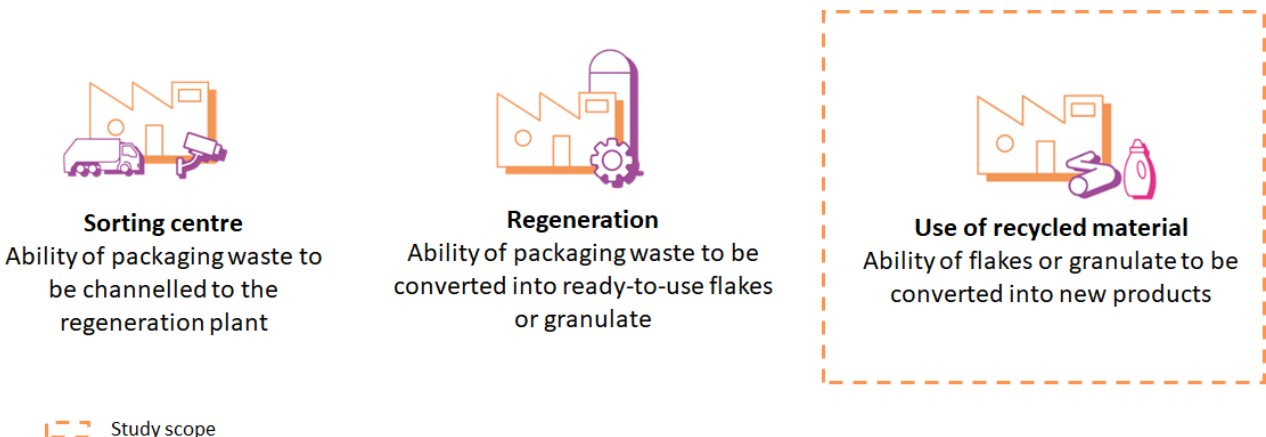 Sorting centre
Ability of packaging waste to
be channelled to the
regeneration plant
Regeneration
Ability of packaging waste to be
converted into ready-to-use flakes
or granulate
Use of recycled material
Ability of flakes or granulate to be
converted into new products
Study scope